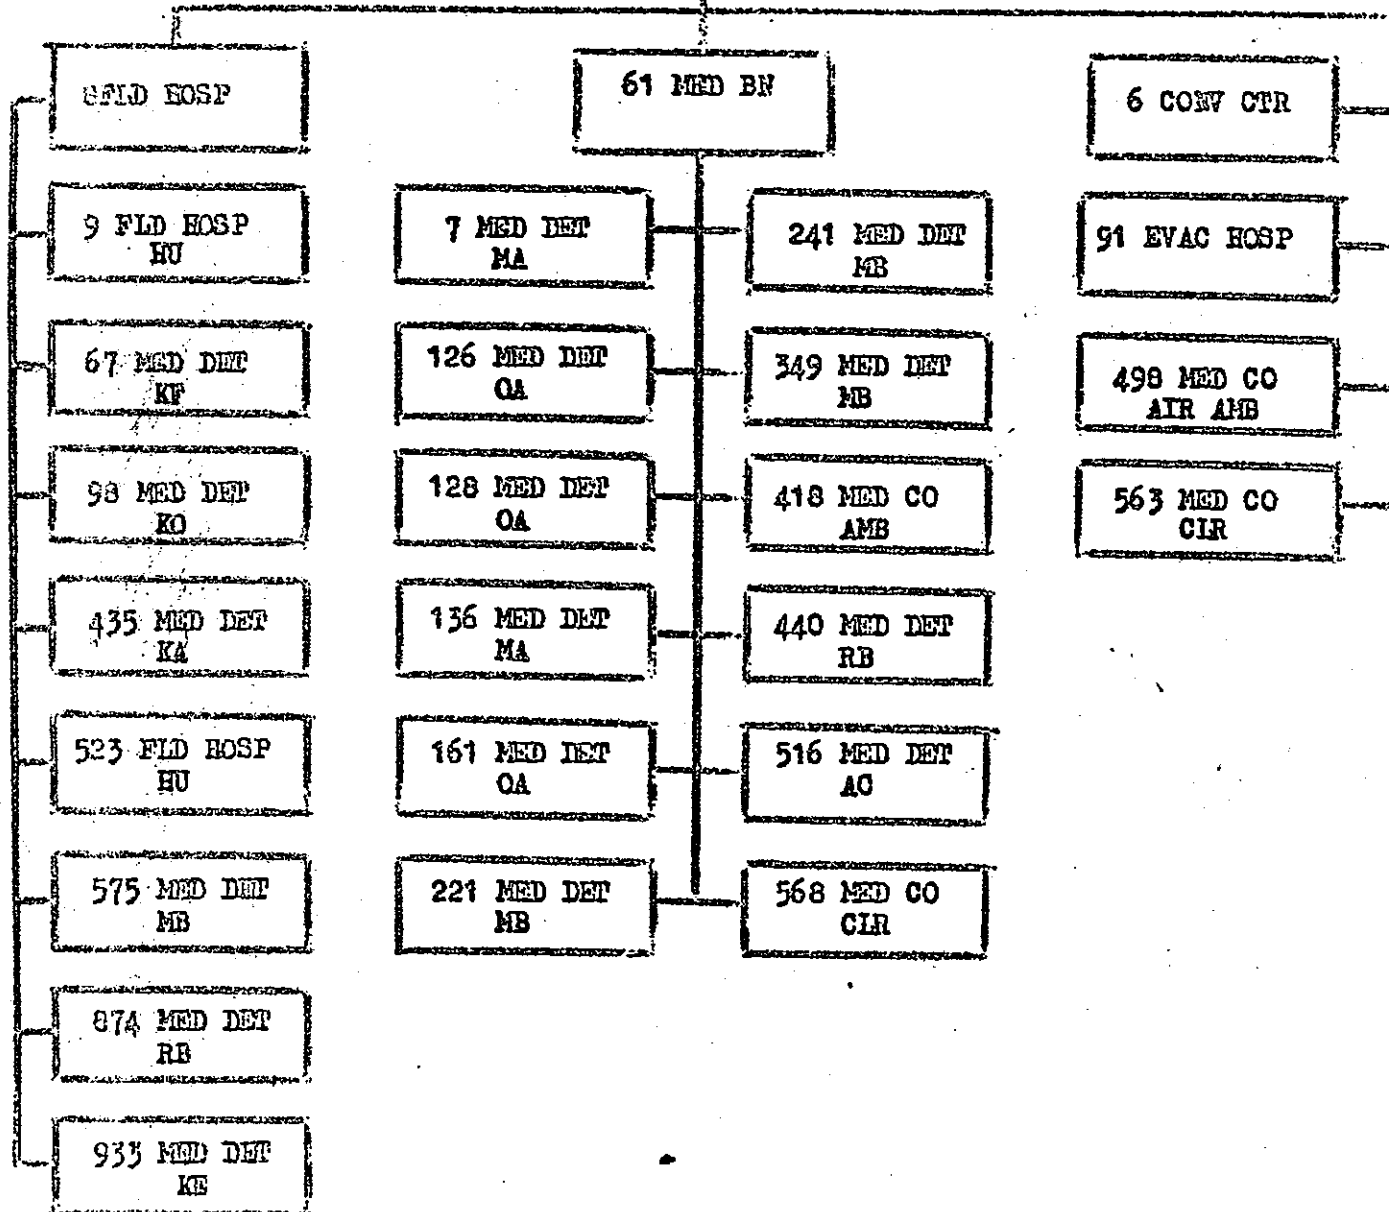 8 FLD HOSP
9 FLD HOSP
HU
67 MED DET
KF
98 MED DET
KO
435 MED DET
KA
523 FLD HOSP
HU
575 MED DET
MB
874 MED DET
RB
933 MED DET
KE
61 MED BN
7 MED DET
MA
126 MED DET
OA
128 MED DET
OA
136 MED DET
MA
161 MED DET
OA
221 MED DET
MB
241 MED DET
MB
349 MED DET
MB
418 MED CO
AMB
440 MED DET
RB
516 MED DET
AC
568 MED CO
CLR
6 CONV CTR
91 EVAC HOSP
498 MED CO
AIR AMB
563 MED CO
CLR